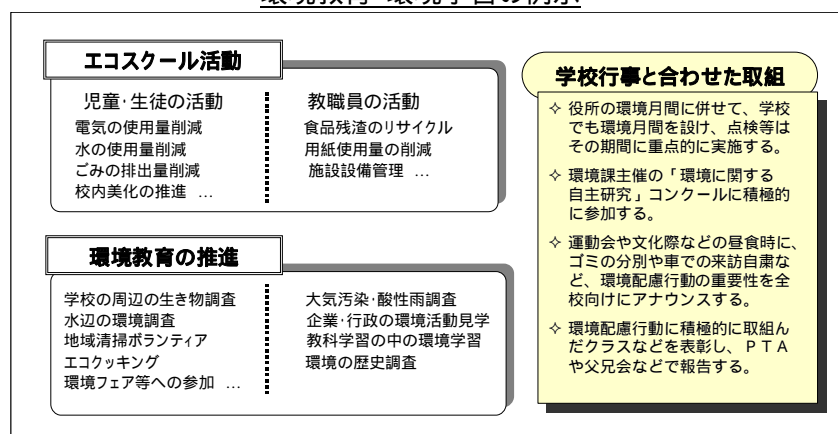 環境教育・環境学習の例示
エコスクール活動
児童・生徒の活動
電気の使用量削減
水の使用量削減
ごみの排出量削減
校内美化の推進 …
教職員の活動
食品残渣のリサイクル
用紙使用量の削減
施設設備管理 …
環境教育の推進
学校の周辺の生き物調査
水辺の環境調査
地域清掃ボランティア
エコクッキング
環境フェア等への参加 …
大気汚染・酸性雨調査
企業・行政の環境活動見学
教科学習の中の環境学習
環境の歴史調査
学校行事と合わせた取組
✧ 役所の環境月間に併せて、学校
でも環境月間を設け、点検等は
その期間に重点的に実施する。
✧ 環境課主催の「環境に関する
自主研究」コンクールに積極的
に参加する。
✧ 運動会や文化際などの昼食時に、
ゴミの分別や車での来訪自粛な
ど、環境配慮行動の重要性を全
校向けにアナウンスする。
✧ 環境配慮行動に積極的に取組ん
だクラスなどを表彰し、ＰＴＡ
や父兄会などで報告する。